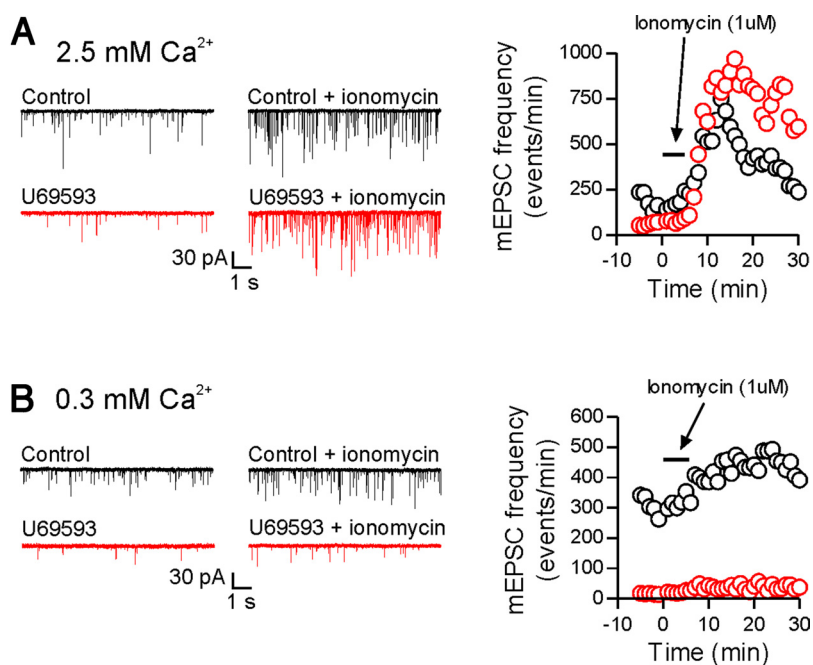 A
2.5 mM Ca²⁺
Control
Control + ionomycin
U69593
U69593 + ionomycin
30 pA
1 s
Ionomycin (1uM)
mEPSC frequency
(events/min)
1000
750
500
250
0
-10 0 10 20 30
Time (min)
B
0.3 mM Ca²⁺
Control
Control + ionomycin
U69593
U69593 + ionomycin
30 pA
1 s
Ionomycin (1uM)
mEPSC frequency
(events/min)
600
500
400
300
200
100
0
-10 0 10 20 30
Time (min)